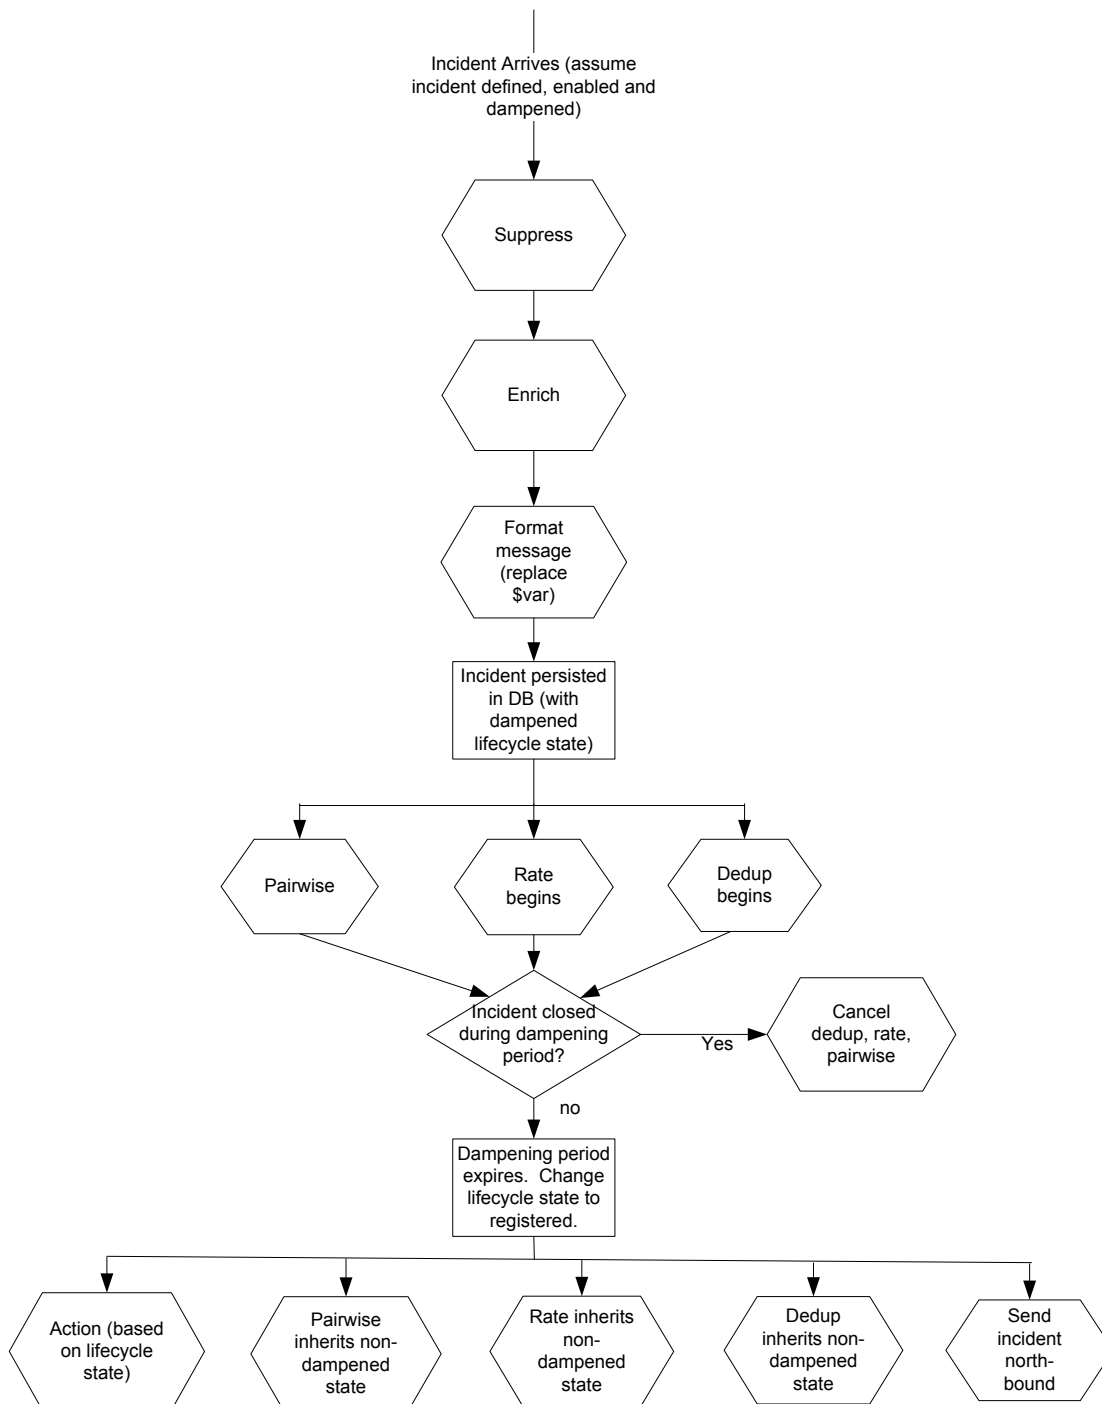 Incident Arrives (assume
incident defined, enabled and
dampened)
Suppress
Enrich
Format
message
(replace
$var)
Incident persisted
in DB (with
dampened
lifecycle state)
Pairwise
Rate
begins
Dedup
begins
Incident closed
during dampening
period?
Yes
Cancel
dedup, rate,
pairwise
no
Dampening period
expires.  Change
lifecycle state to
registered.
Action (based
on lifecycle
state)
Pairwise
inherits non-
dampened
state
Rate inherits
non-
dampened
state
Dedup
inherits non-
dampened
state
Send
incident
north-
bound